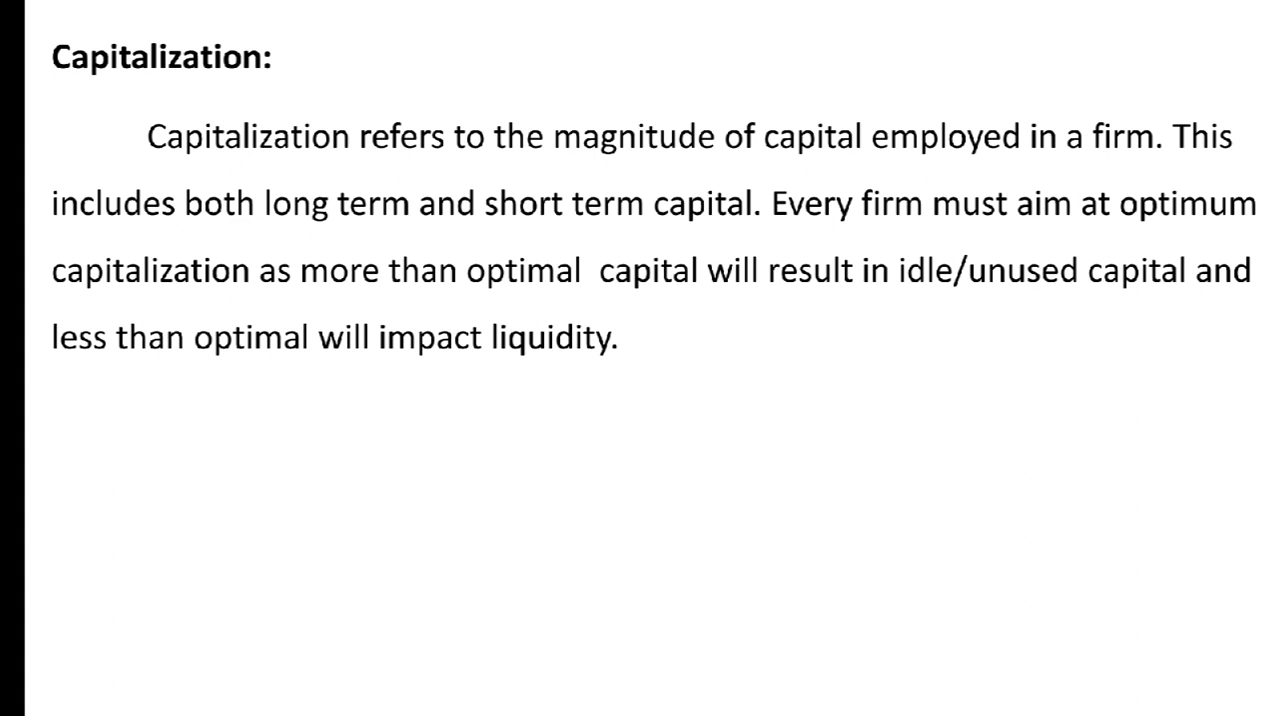 Capitalization:
Capitalization refers to the magnitude of capital employed in a firm. This
includes both long term and short term capital. Every firm must aim at optimum
capitalization as more than optimal  capital will result in idle/unused capital and
less than optimal will impact liquidity.